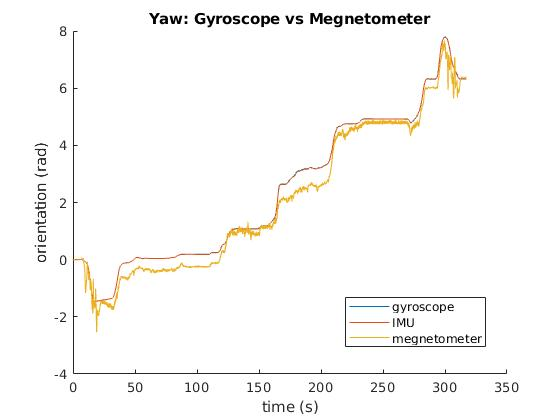 Yaw: Gyroscope vs Megnetometer
8
6
4
2
0
-2
-4
orientation (rad)
gyroscope
IMU
megnetometer
0 50 100 150 200 250 300 350
time (s)